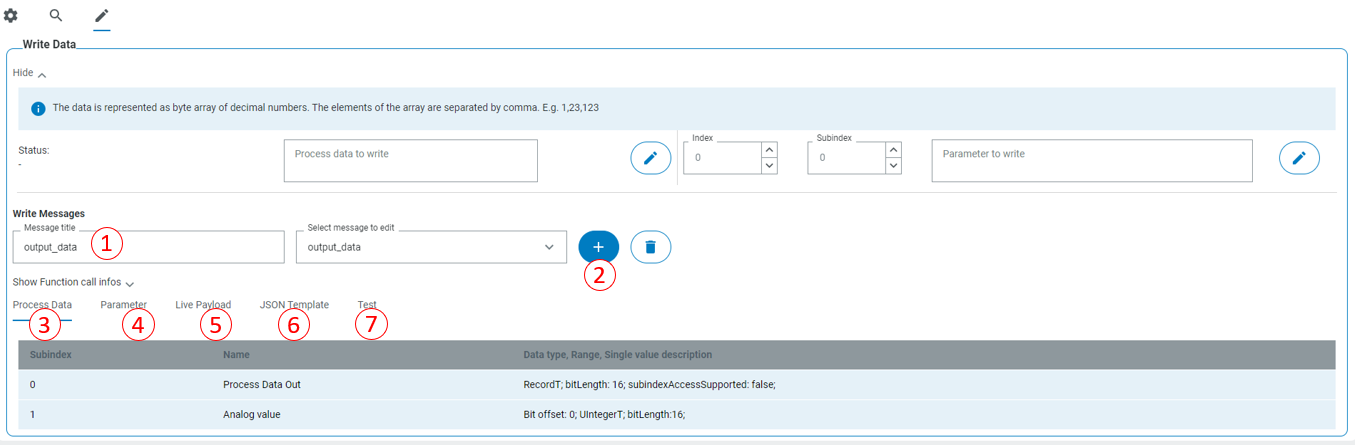 Write Data
Hide
The data is represented as byte array of decimal numbers. The elements of the array are separated by comma. E.g. 1,23,123
Status:
-
Process data to write
Index
0
Subindex
0
Parameter to write
Write Messages
Message title
output_data
1
Select message to edit
output_data
2
Show Function call infos
Process Data Parameter Live Payload JSON Template Test
3 4 5 6 7
Subindex Name Data type, Range, Single value description
0 Process Data Out RecordT; bitLength: 16; subindexAccessSupported: false;
1 Analog value Bit offset: 0; UIntegerT; bitLength:16;